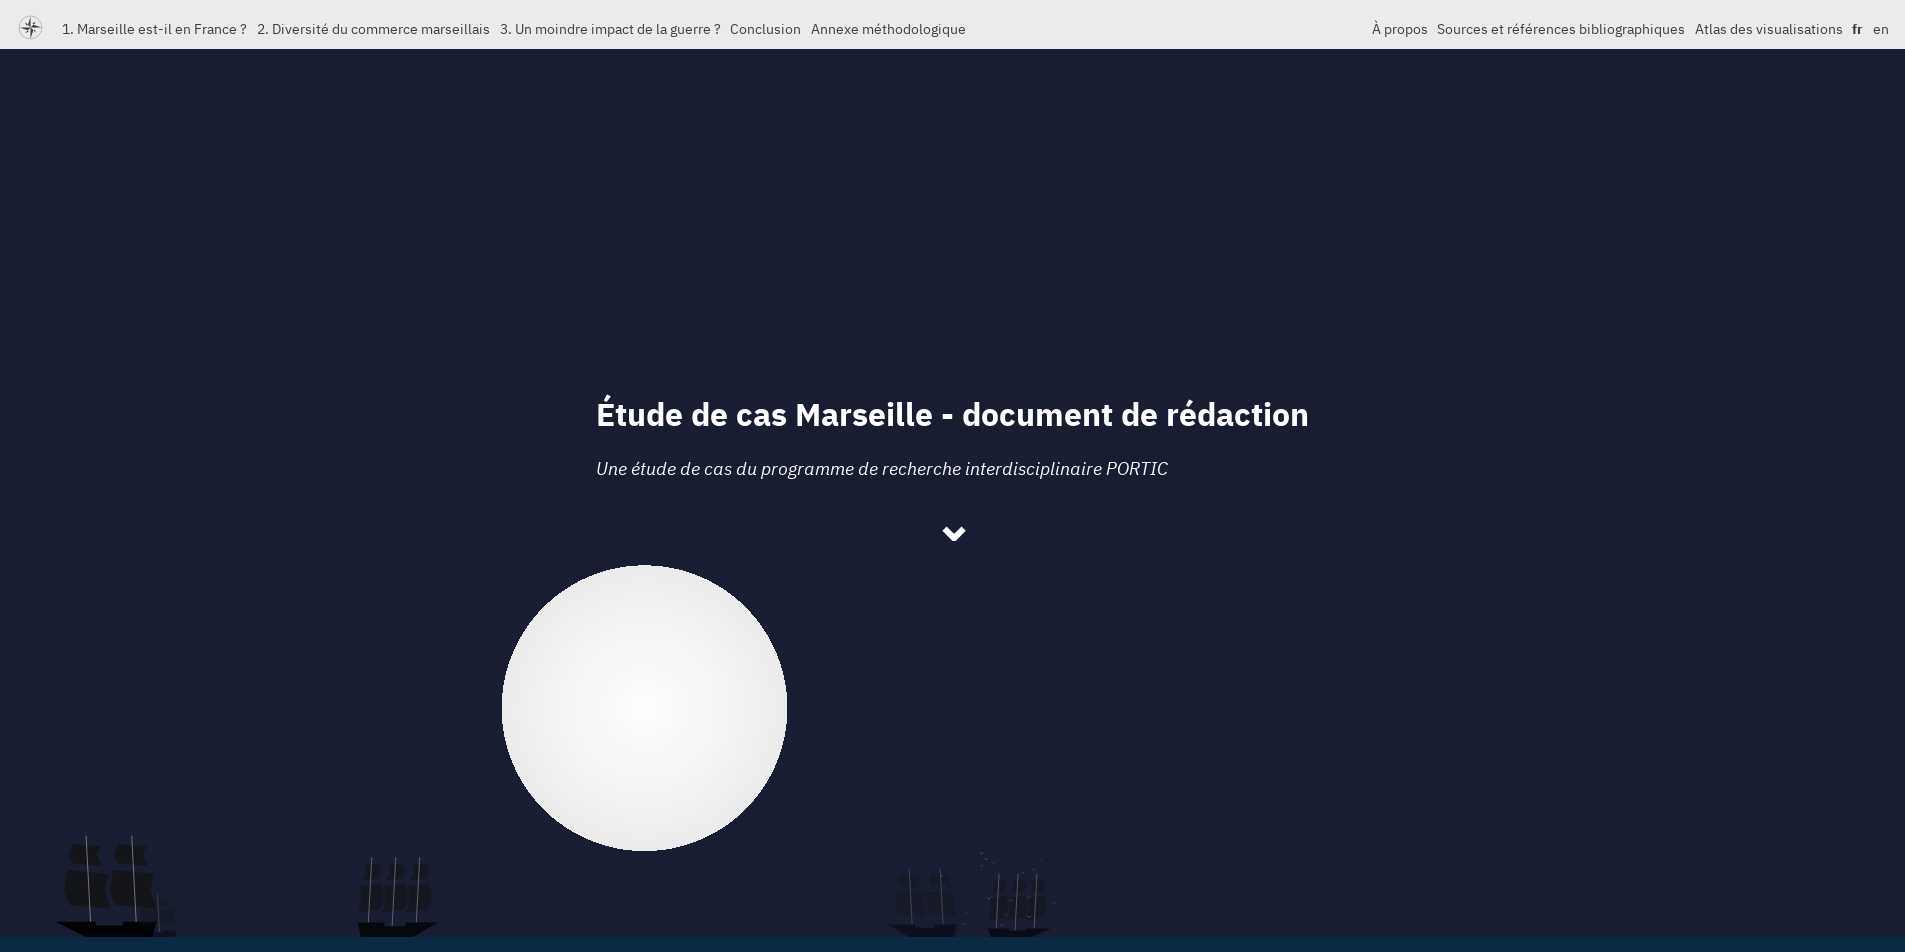 1. Marseille est-il en France ? 2. Diversité du commerce marseillais 3. Un moindre impact de la guerre ? Conclusion Annexe méthodologique À propos Sources et références bibliographiques Atlas des visualisations fr en
Étude de cas Marseille - document de rédaction
Une étude de cas du programme de recherche interdisciplinaire PORTIC